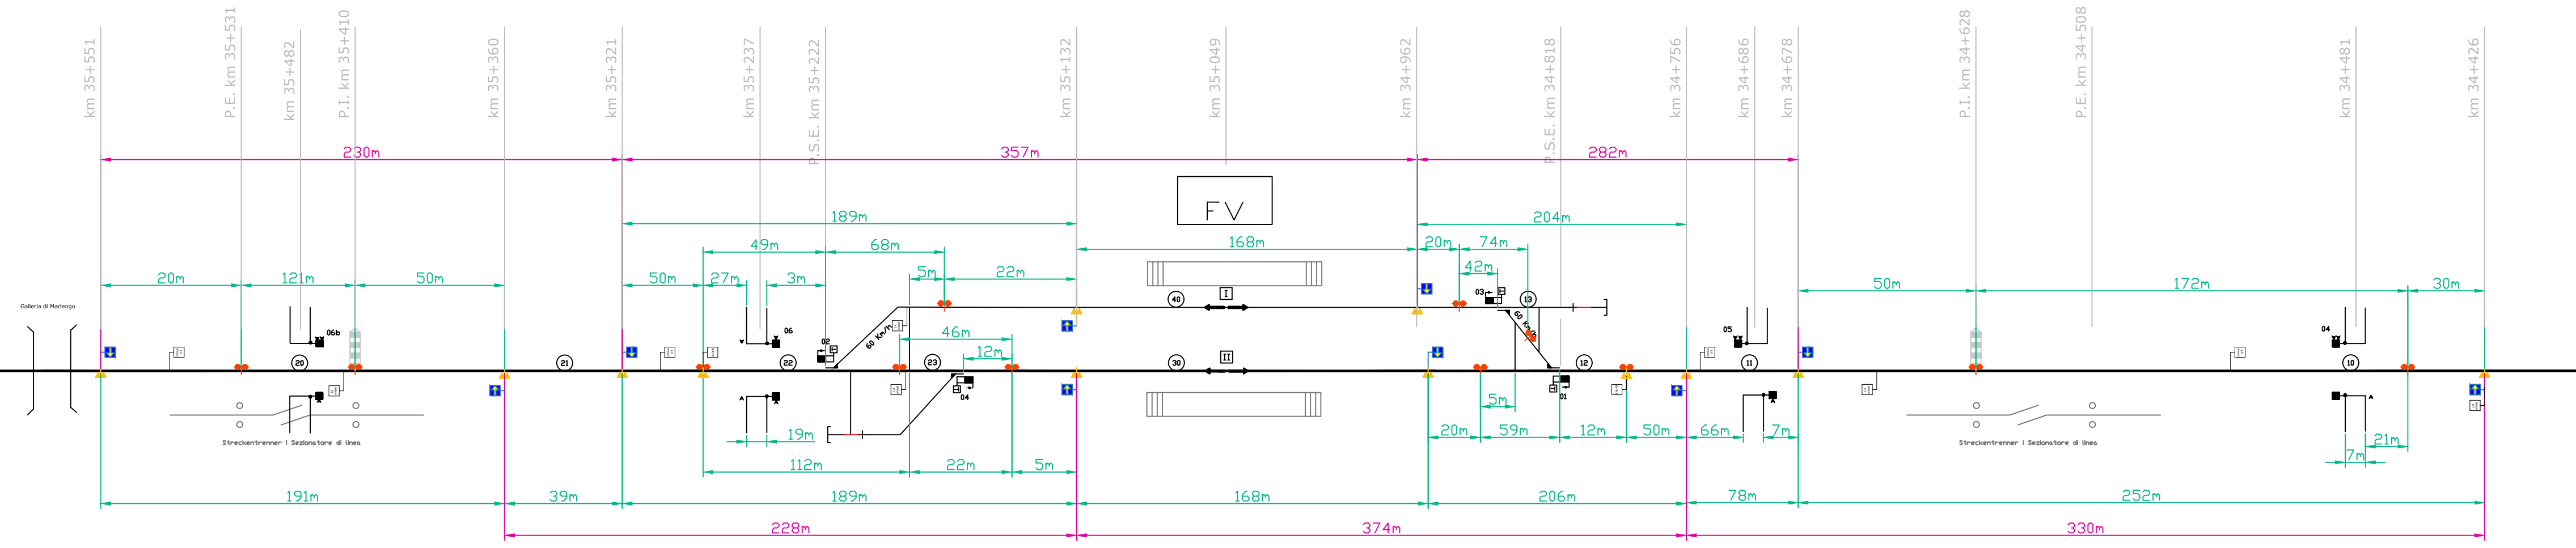 km 35+551
P.E. km 35+531
km 35+482
P.I. km 35+410
km 35+360
km 35+321
km 35+237
P.S.E. km 35+222
km 35+132
km 35+049
km 34+962
P.S.E. km 34+818
km 34+756
km 34+686
km 34+678
P.I. km 34+628
P.E. km 34+508
km 34+481
km 34+426
230m
357m
282m
FV
189m
204m
49m
68m
168m
20m
74m
20m
121m
50m
50m
27m
3m
5m
22m
42m
50m
172m
30m
Galleria di Marlengo
06b
06
02
60 Km/h
40
I
03
13
60 Km/h
05
04
46m
12m
20
21
22
23
30
II
12
11
10
04
01
A
A
5m
Streckentrenner | Sezionatore di linea
19m
20m
59m
12m
50m
66m
7m
Streckentrenner | Sezionatore di linea
21m
7m
112m
22m
5m
191m
39m
189m
168m
206m
78m
252m
228m
374m
330m